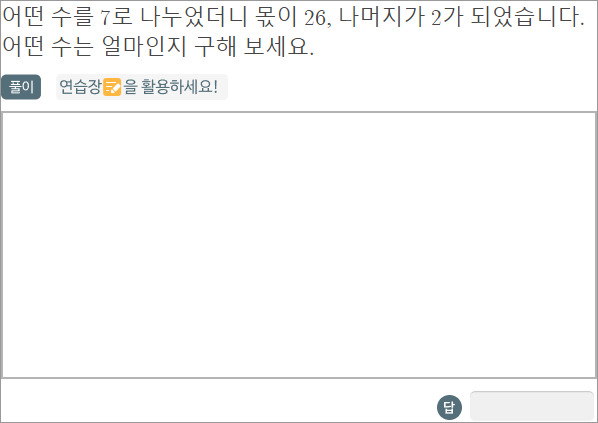 어떤 수를 7로 나누었더니 몫이 26, 나머지가 2가 되었습니다.
어떤 수는 얼마인지 구해 보세요.
풀이 연습장을 활용하세요!
답